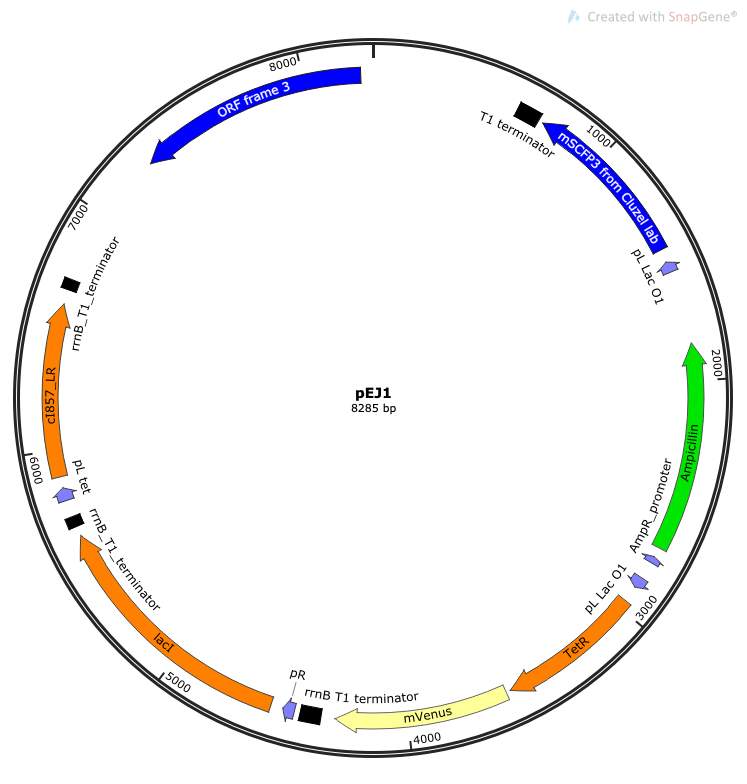 Created with SnapGene®
8000
ORF frame 3
T1 terminator
1000
mSCFP3 from Cluzel lab
pL Lac O1
7000
rrnB_T1_terminator
2000
cI857_LR
pEJ1
8285 bp
Ampicillin
6000
pL tet
AmpR_promoter
rrnB_T1_terminator
pL Lac O1
3000
TetR
lacI
5000
pR
rrnB T1 terminator
mVenus
4000